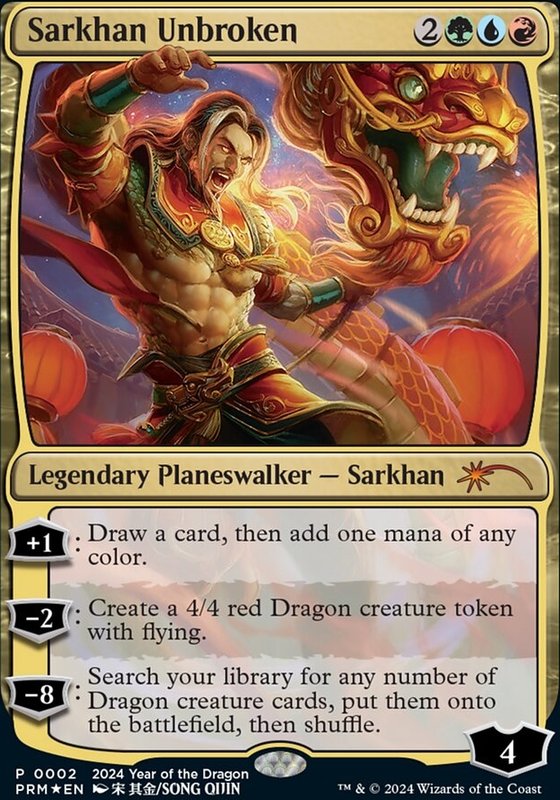 Sarkhan Unbroken 2
Legendary Planeswalker — Sarkhan
+1 : Draw a card, then add one mana of any
color.
−2 : Create a 4/4 red Dragon creature token
with flying.
−8 : Search your library for any number of
Dragon creature cards, put them onto
the battlefield, then shuffle.
4
P 0002 2024 Year of the Dragon
PRM★EN 宋 其金/SONG QIJIN ™ & © 2024 Wizards of the Coast